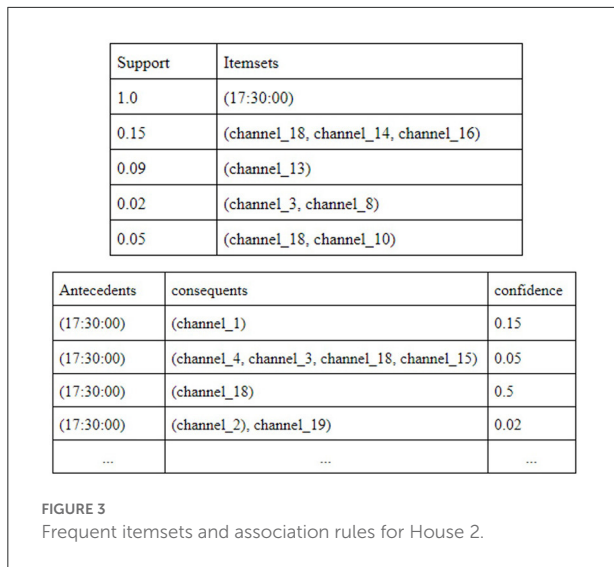 Support Itemsets
1.0 (17:30:00)
0.15 (channel_18, channel_14, channel_16)
0.09 (channel_13)
0.02 (channel_3, channel_8)
0.05 (channel_18, channel_10)
Antecedents consequents confidence
(17:30:00) (channel_1) 0.15
(17:30:00) (channel_4, channel_3, channel_18, channel_15) 0.05
(17:30:00) (channel_18) 0.5
(17:30:00) (channel_2), channel_19) 0.02
... ... ...
FIGURE 3
Frequent itemsets and association rules for House 2.